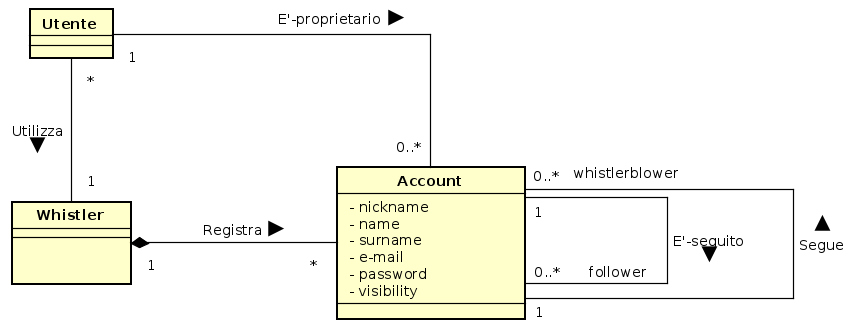 Utente
E'-proprietario
1
*
Utilizza
0..*
1
Account
0..* whistlerblower
- nickname
- name
- surname
- e-mail
- password
- visibility
Whistler
Registra
1
*
1
E'-seguito
Segue
0..* follower
1